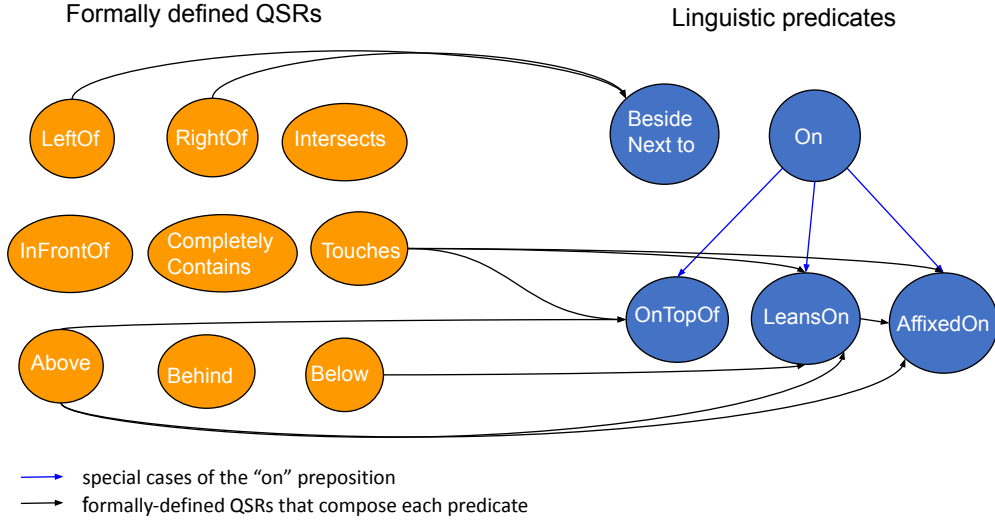 Formally defined QSRs
Linguistic predicates
LeftOf
RightOf
Intersects
Beside
Next to
On
InFrontOf
Completely
Contains
Touches
OnTopOf
LeansOn
AffixedOn
Above
Behind
Below
special cases of the “on” preposition
formally-defined QSRs that compose each predicate